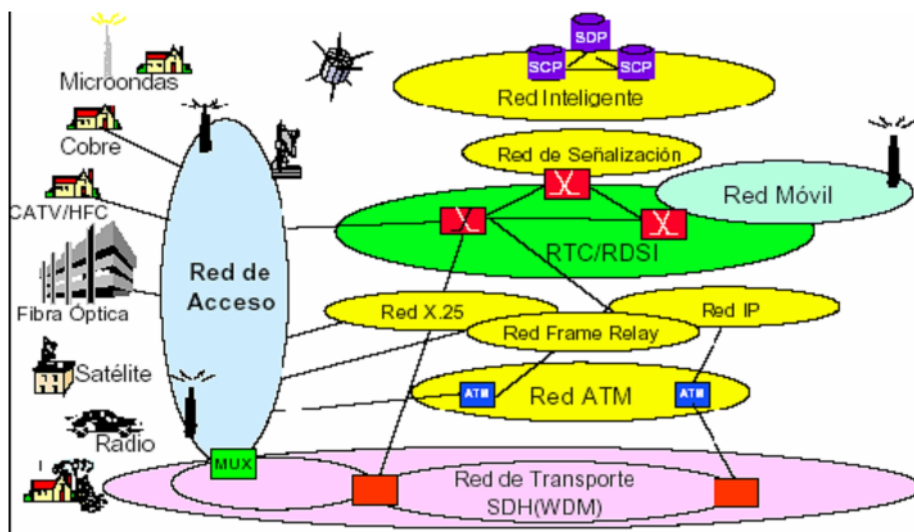 SDP
SCP
SCP
Microondas
Red Inteligente
Cobre
Red de Señalización
CATV/HFC
Red Móvil
RTC/RDSI
Red de
Acceso
Fibra Óptica
Red X.25
Red IP
Red Frame Relay
Satélite
ATM
Red ATM
ATM
Radio
MUX
Red de Transporte
SDH(WDM)